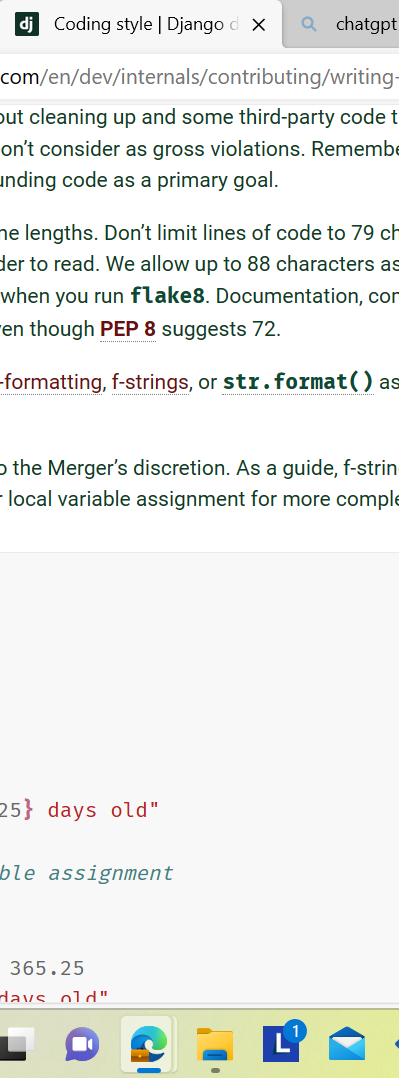 dj Coding style | Django d chatgpt
com/en/dev/internals/contributing/writing-
out cleaning up and some third-party code t
on’t consider as gross violations. Remembe
unding code as a primary goal.
ne lengths. Don’t limit lines of code to 79 ch
der to read. We allow up to 88 characters as
when you run flake8. Documentation, com
ven though PEP 8 suggests 72.
-formatting, f-strings, or str.format() as
o the Merger’s discretion. As a guide, f-strin
r local variable assignment for more comple
25} days old"
ble assignment
365.25
days old"
L 1